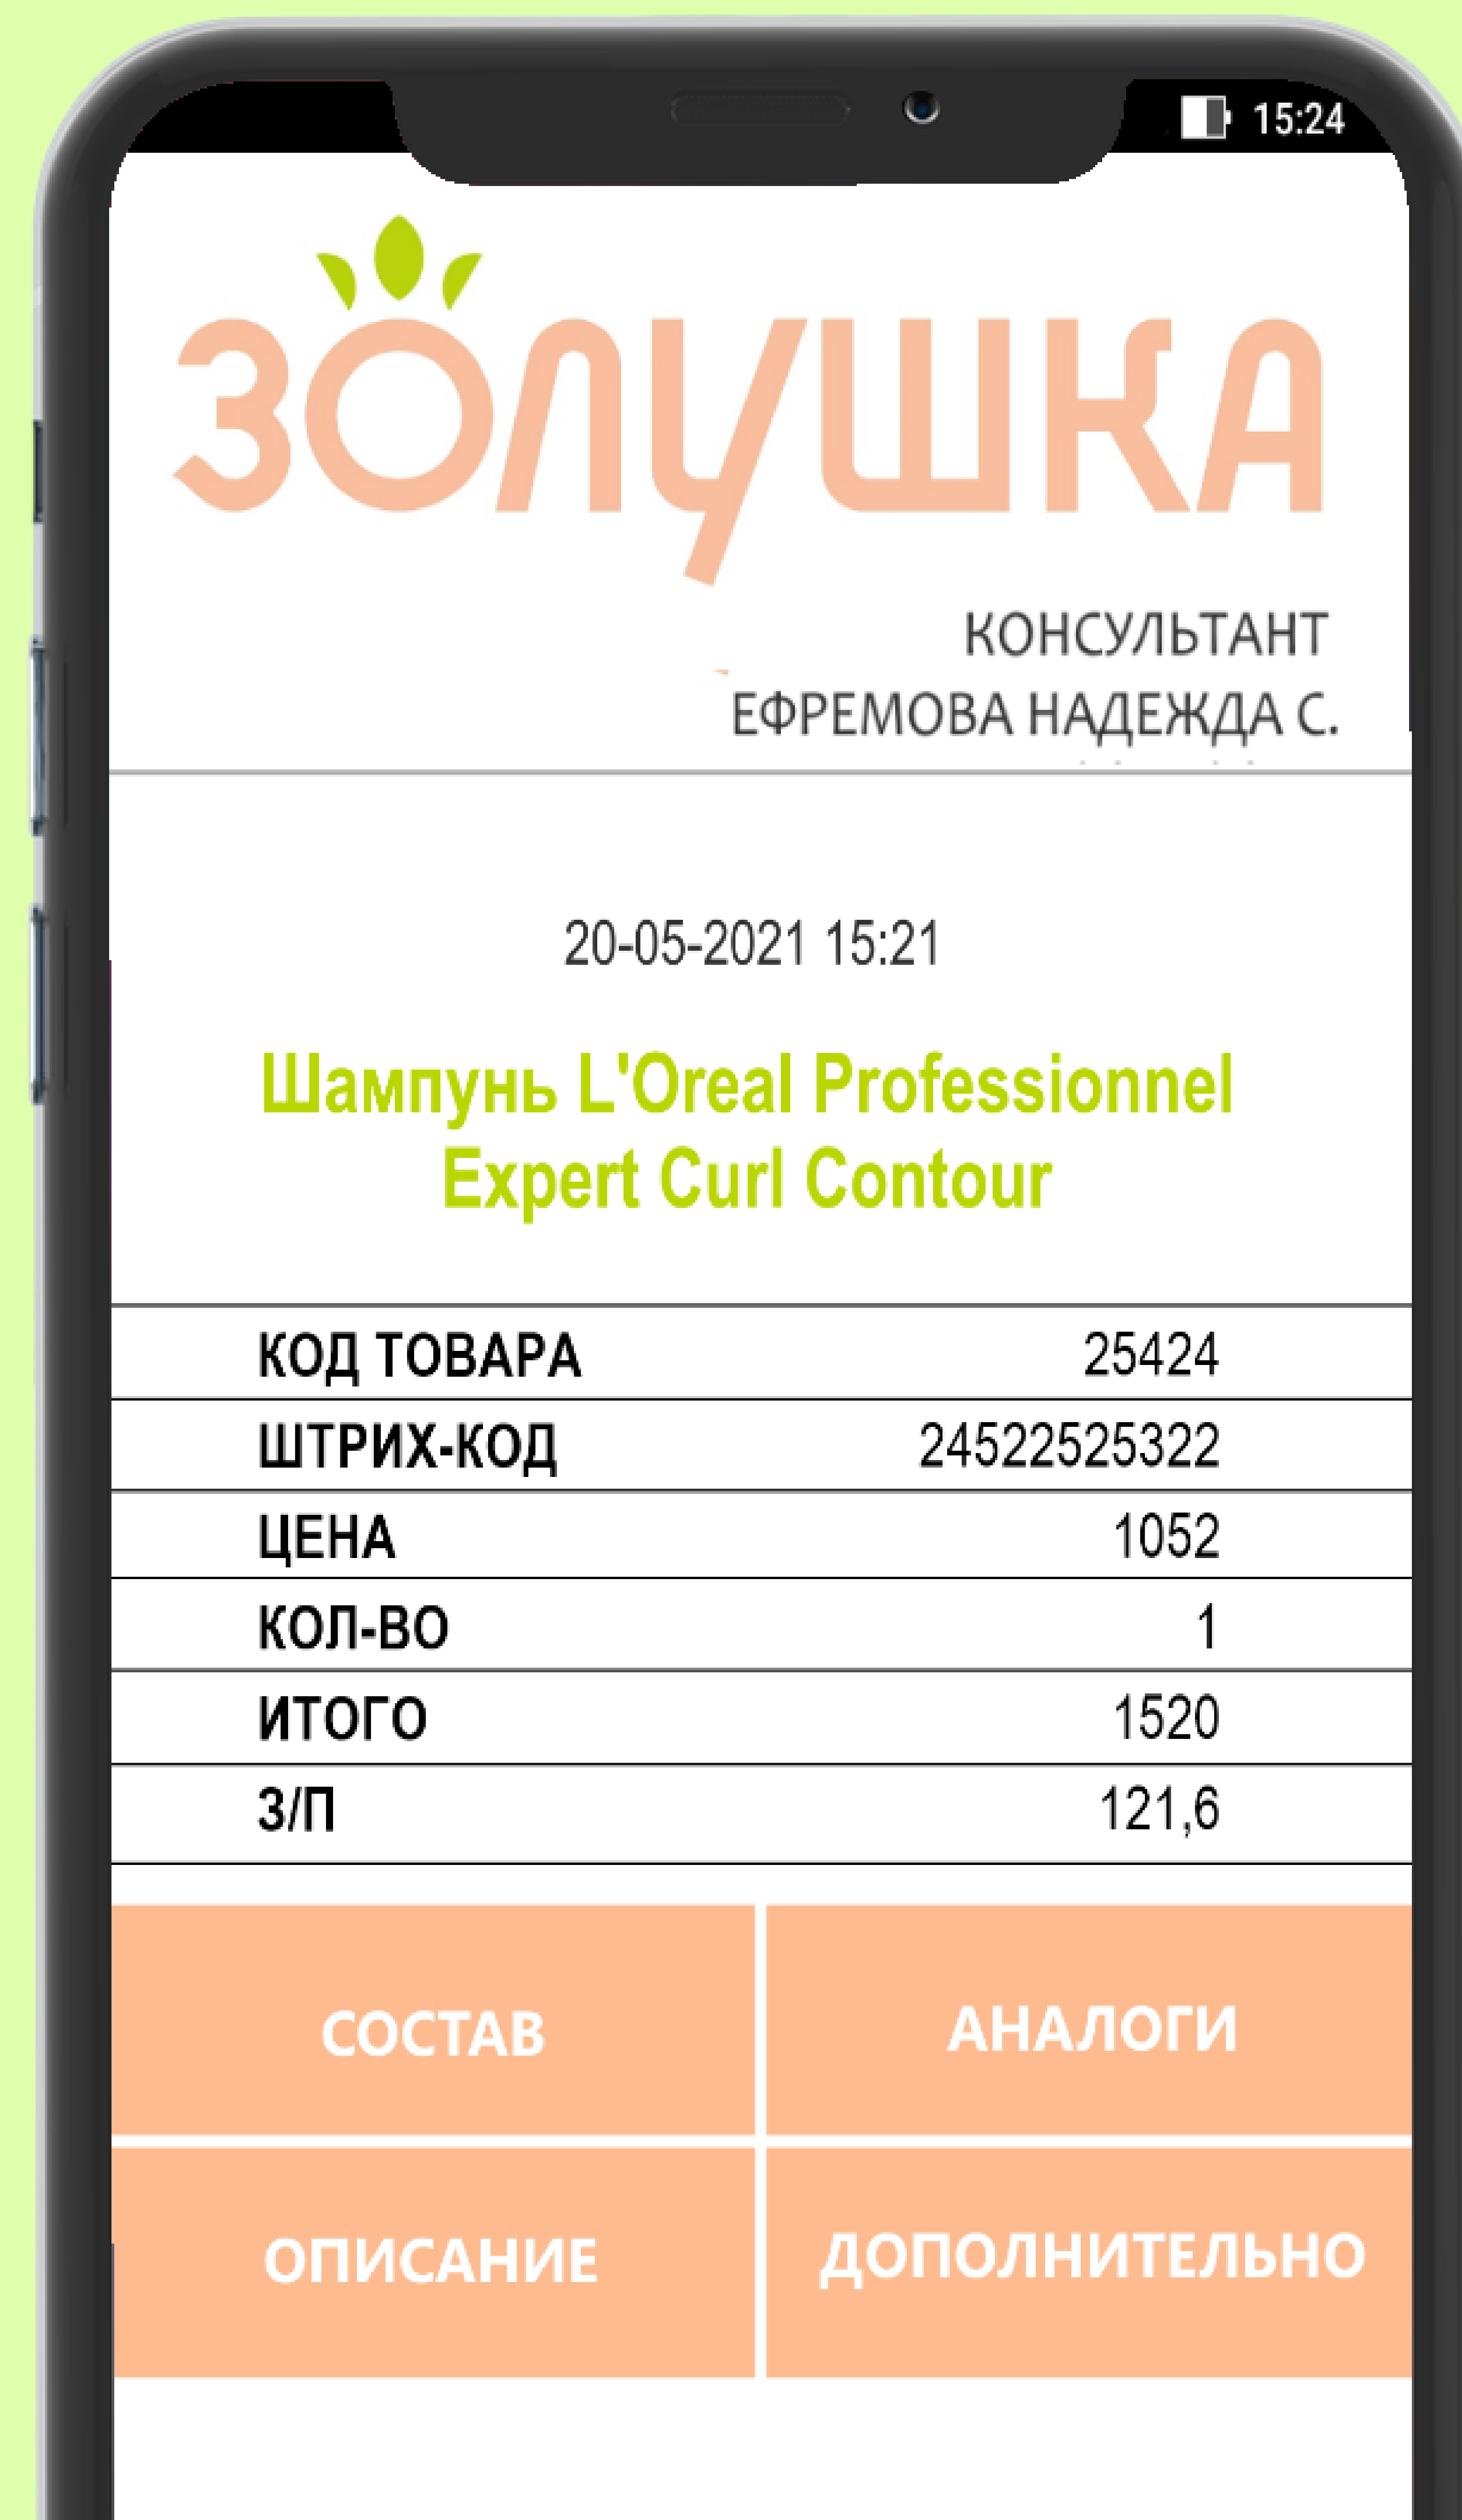 15:24
ЗОЛУШКА
КОНСУЛЬТАНТ
ЕФРЕМОВА НАДЕЖДА С.
20-05-2021 15:21
Шампунь L'Oreal Professionnel
Expert Curl Contour
КОД ТОВАРА 25424
ШТРИХ-КОД 24522525322
ЦЕНА 1052
КОЛ-ВО 1
ИТОГО 1520
З/П 121,6
СОСТАВ АНАЛОГИ
ОПИСАНИЕ ДОПОЛНИТЕЛЬНО